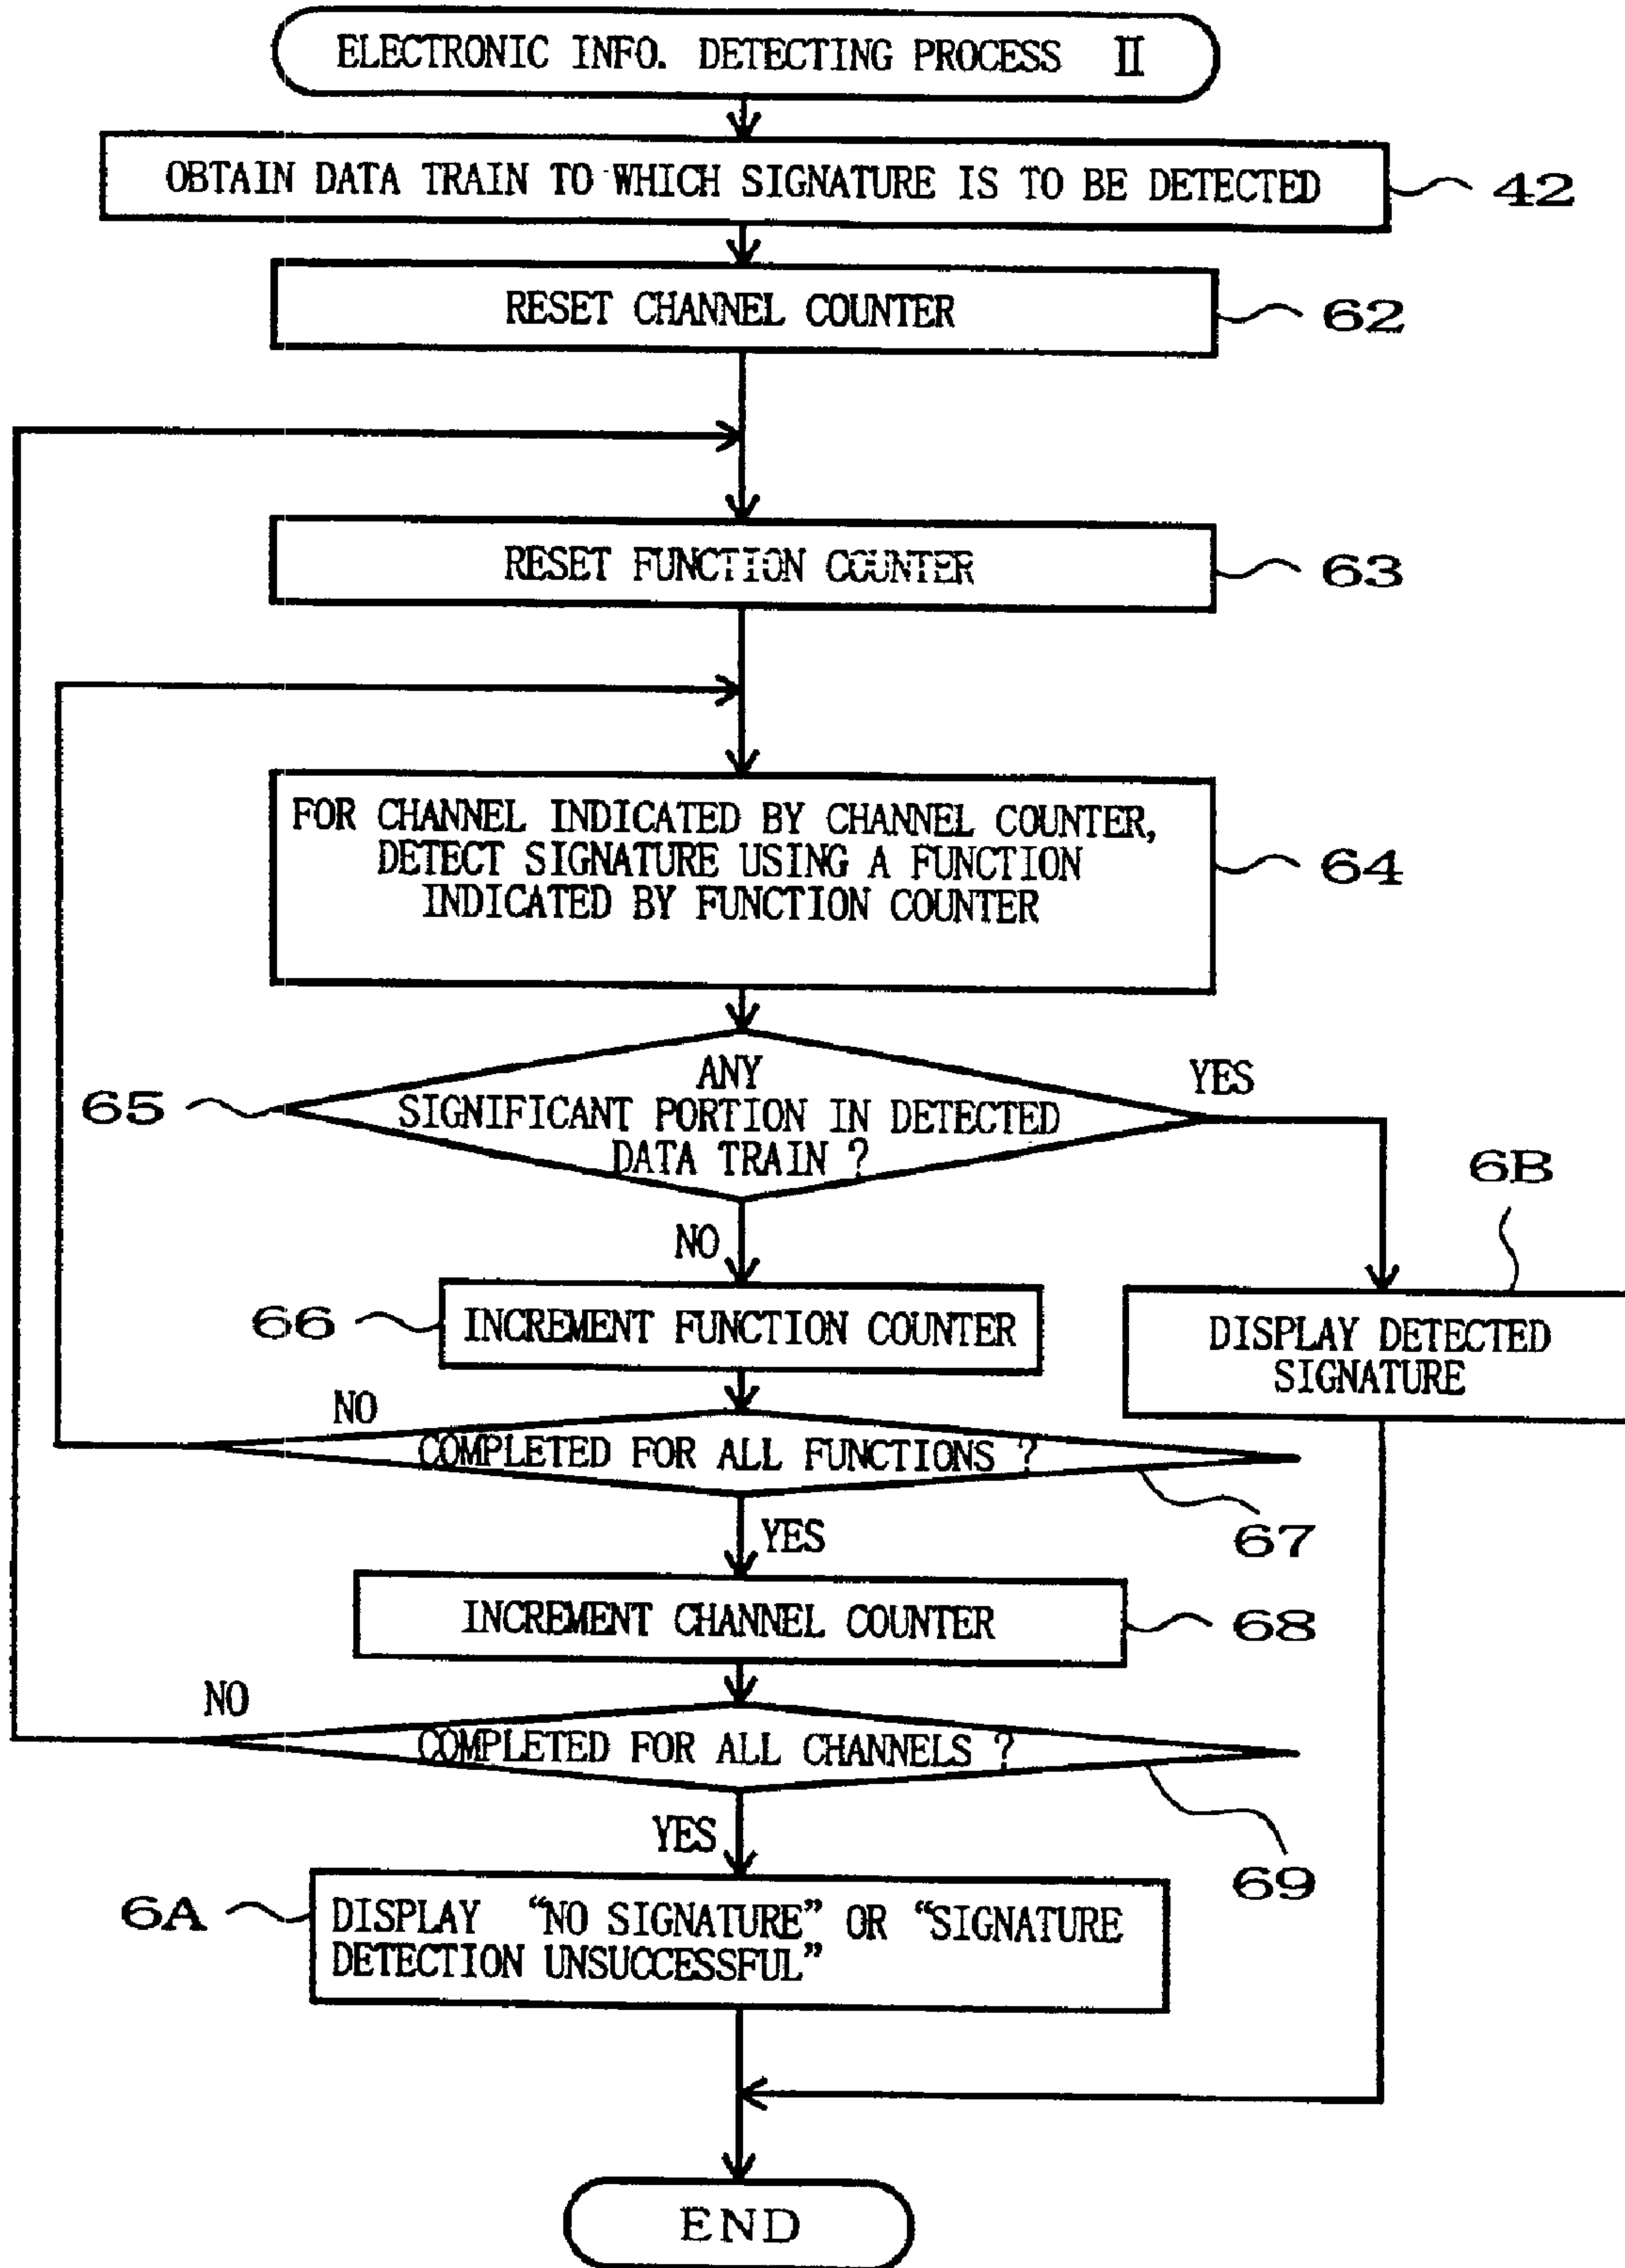 ELECTRONIC INFO. DETECTING PROCESS II
OBTAIN DATA TRAIN TO WHICH SIGNATURE IS TO BE DETECTED
42
RESET CHANNEL COUNTER
62
RESET FUNCTION COUNTER
63
FOR CHANNEL INDICATED BY CHANNEL COUNTER,
DETECT SIGNATURE USING A FUNCTION
INDICATED BY FUNCTION COUNTER
64
65
ANY
SIGNIFICANT PORTION IN DETECTED
DATA TRAIN ?
YES
6B
NO
66
INCREMENT FUNCTION COUNTER
DISPLAY DETECTED
SIGNATURE
NO
COMPLETED FOR ALL FUNCTIONS ?
67
YES
INCREMENT CHANNEL COUNTER
68
NO
COMPLETED FOR ALL CHANNELS ?
69
YES
6A
DISPLAY “NO SIGNATURE” OR “SIGNATURE
DETECTION UNSUCCESSFUL”
END